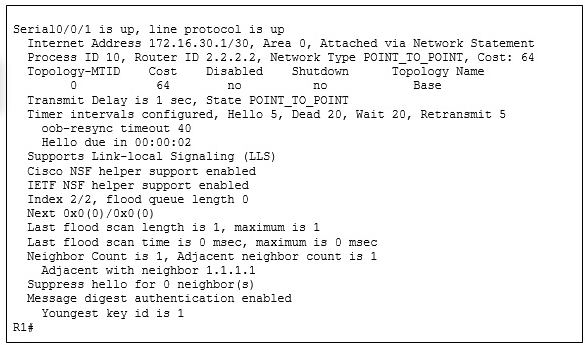 Serial0/0/1 is up, line protocol is up
Internet Address 172.16.30.1/30, Area 0, Attached via Network Statement
Process ID 10, Router ID 2.2.2.2, Network Type POINT_TO_POINT, Cost: 64
Topology-MTID Cost Disabled Shutdown Topology Name
0 64 no no Base
Transmit Delay is 1 sec, State POINT_TO_POINT
Timer intervals configured, Hello 5, Dead 20, Wait 20, Retransmit 5
oob-resync timeout 40
Hello due in 00:00:02
Supports Link-local Signaling (LLS)
Cisco NSF helper support enabled
IETF NSF helper support enabled
Index 2/2, flood queue length 0
Next 0x0(0)/0x0(0)
Last flood scan length is 1, maximum is 1
Last flood scan time is 0 msec, maximum is 0 msec
Neighbor Count is 1, Adjacent neighbor count is 1
Adjacent with neighbor 1.1.1.1
Suppress hello for 0 neighbor(s)
Message digest authentication enabled
Youngest key id is 1
R1#